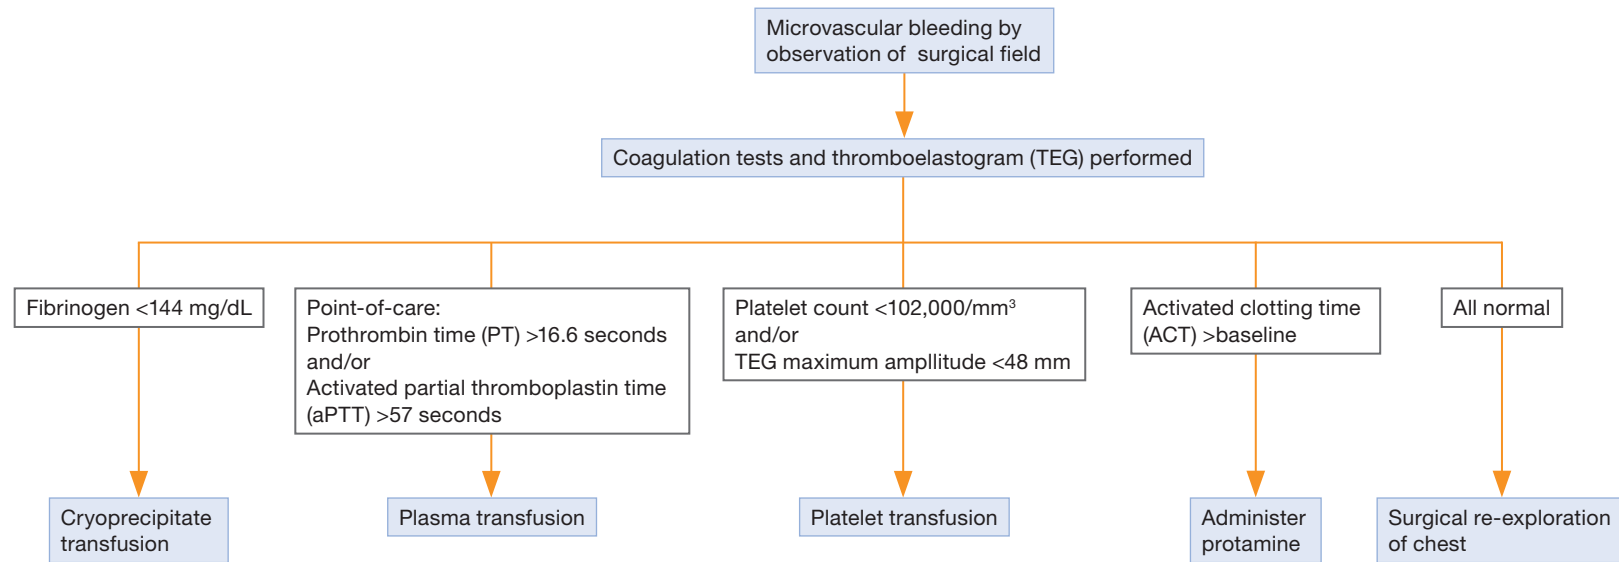 Microvascular bleeding by
observation of surgical field
Coagulation tests and thromboelastogram (TEG) performed
Fibrinogen <144 mg/dL
Point-of-care:
Prothrombin time (PT) >16.6 seconds
and/or
Activated partial thromboplastin time
(aPTT) >57 seconds
Platelet count <102,000/mm³
and/or
TEG maximum ampllitude <48 mm
Activated clotting time
(ACT) >baseline
All normal
Cryoprecipitate
transfusion
Plasma transfusion
Platelet transfusion
Administer
protamine
Surgical re-exploration
of chest